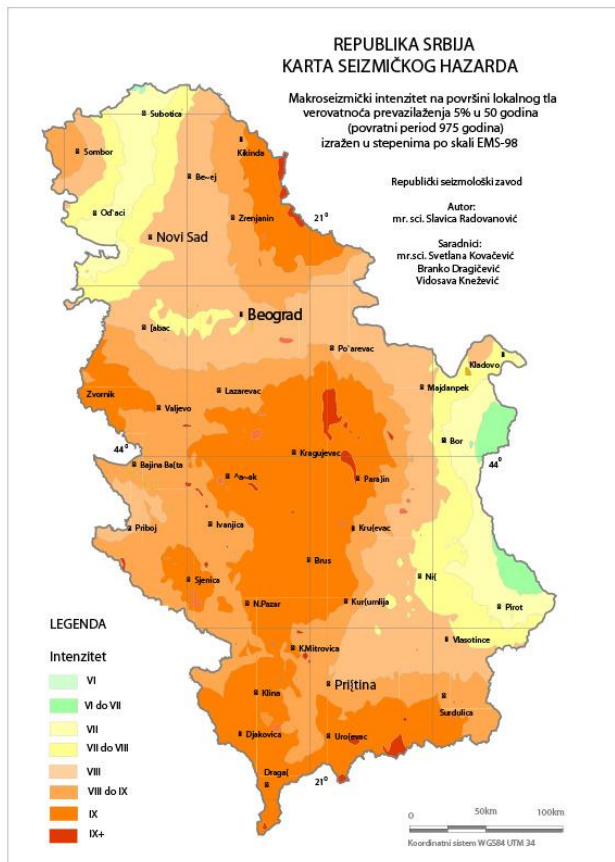 REPUBLIKA SRBIJA
KARTA SEIZMIČKOG HAZARDA
Makroseizmički intenzitet na površini lokalnog tla
verovatnoća prevazilaženja 5% u 50 godina
(povratni period 975 godina)
izražen u stepenima po skali EMS-98
Republički seizmološki zavod
Autor:
mr. sci. Slavica Radovanović
Saradnici:
mr.sci. Svetlana Kovačević
Branko Dragičević
Vidosava Knežević
Subotica
Sombor
Kikinda
Be~ej
Od`aci
Zrenjanin
21°
Novi Sad
Beograd
[abac
Po`arevac
Kladovo
Zvornik
Lazarevac
Majdanpek
Valjevo
Bor
44°
Kragujevac
44°
Bajina Ba{ta
^a~ak
Para}in
Priboj
Ivanjica
Kru{evac
Brus
Sjenica
Ni{
N.Pazar
Kur{umlija
Pirot
Vlasotince
K.Mitrovica
Pri{tina
Klina
Surdulica
Djakovica
Uro{evac
Draga{
21°
LEGENDA
Intenzitet
VI
VI do VII
VII
VII do VIII
VIII
VIII do IX
IX
IX+
0 50km 100km
Koordinatni sistem WGS84 UTM 34